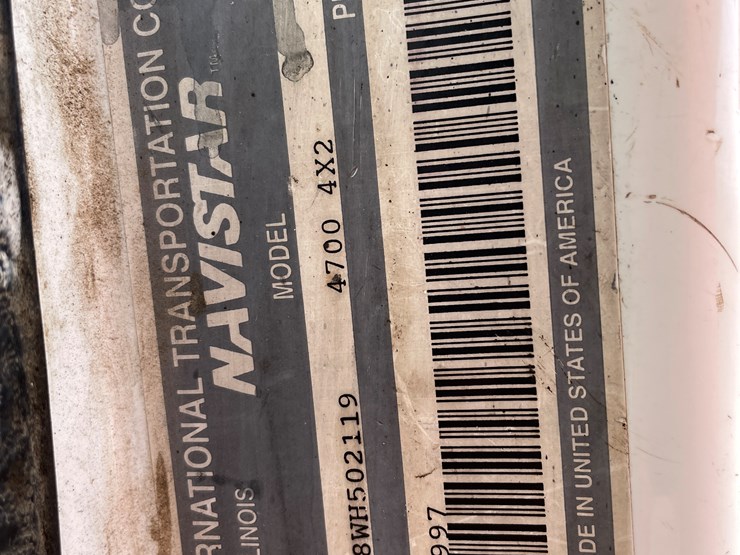 RNATIONAL TRANSPORTATION CO
LINOIS
NAVISTAR
MODEL
8WH502119
4700 4X2
P
997
DE IN UNITED STATES OF AMERICA